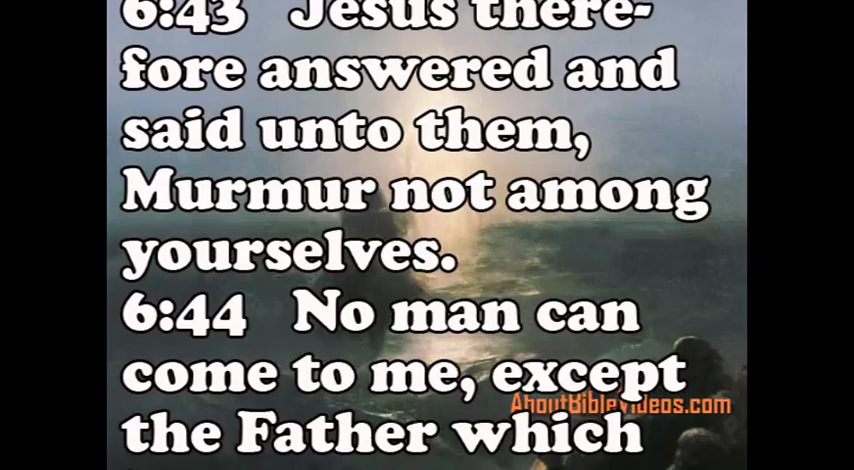 6:43 Jesus there-
fore answered and
said unto them,
Murmur not among
yourselves.
6:44 No man can
come to me, except
AboutBibleVideos.com
the Father which